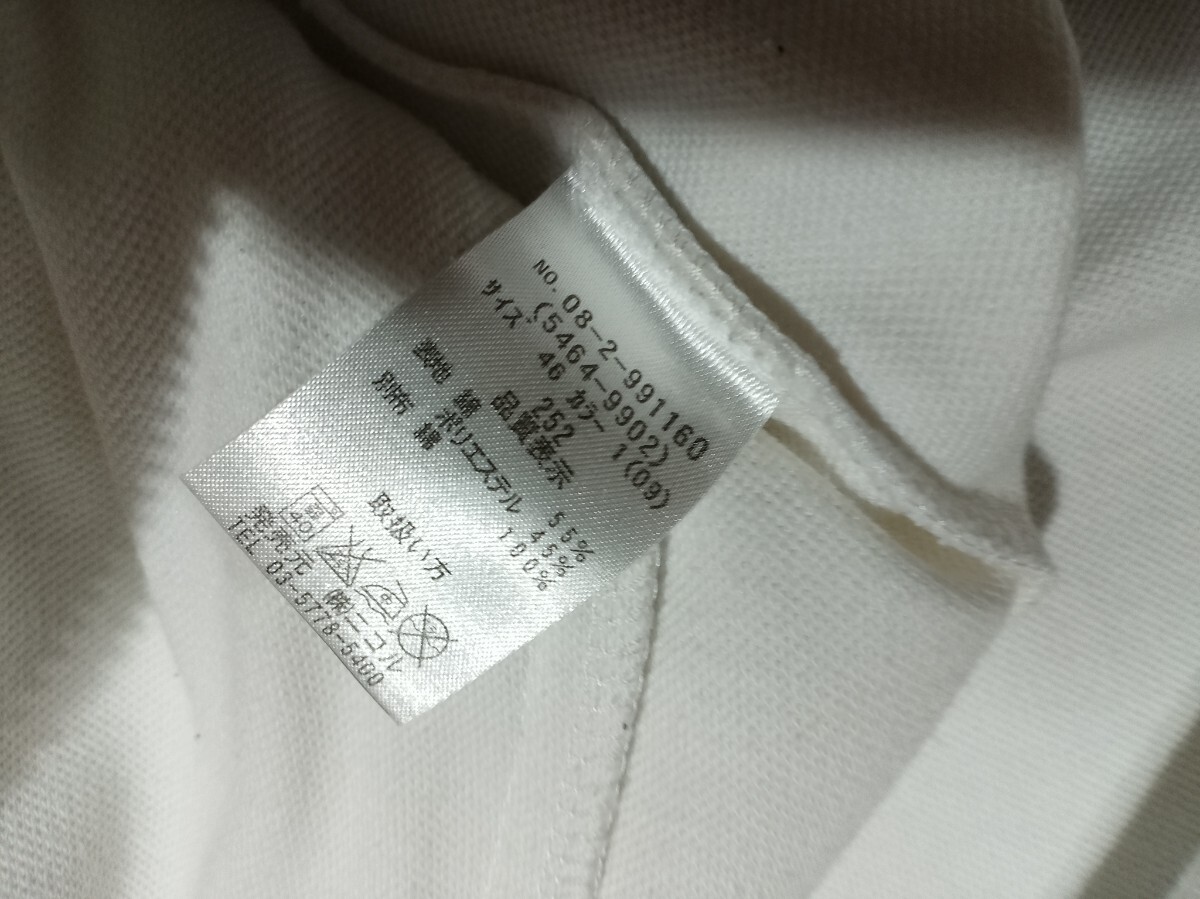 NO. 08-2-991160
(5464-9902)
サイズ 46 カラー 1(09)
252
品質表示
表地 綿 55%
ポリエステル 45%
別布 綿 100%
取扱い方
40
発売元 ㈱ニコル
TEL 03-5778-5460